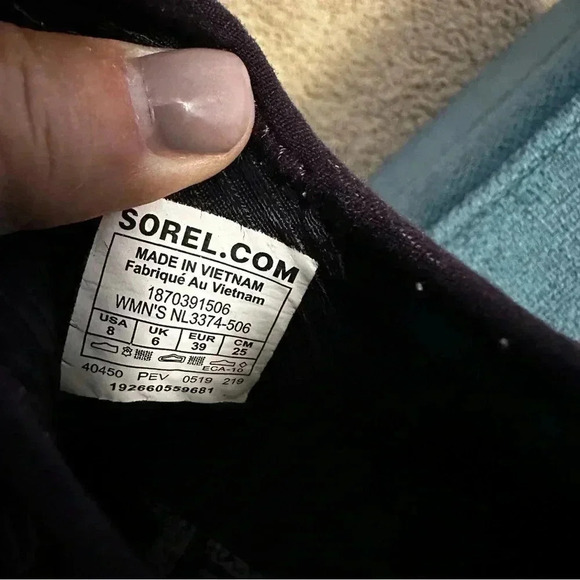 SOREL.COM
MADE IN VIETNAM
Fabriqué Au Vietnam
1870391506
WMN'S NL3374-506
USA UK EUR CM
8 6 39 25
ECA-10
40450 PEV 0519 219
192660559681